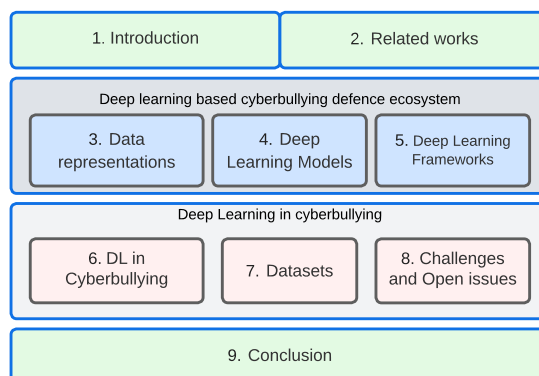 1. Introduction
2. Related works
Deep learning based cyberbullying defence ecosystem
3. Data
representations
4. Deep
Learning Models
5. Deep Learning
Frameworks
Deep Learning in cyberbullying
6. DL in
Cyberbullying
7. Datasets
8. Challenges
and Open issues
9. Conclusion